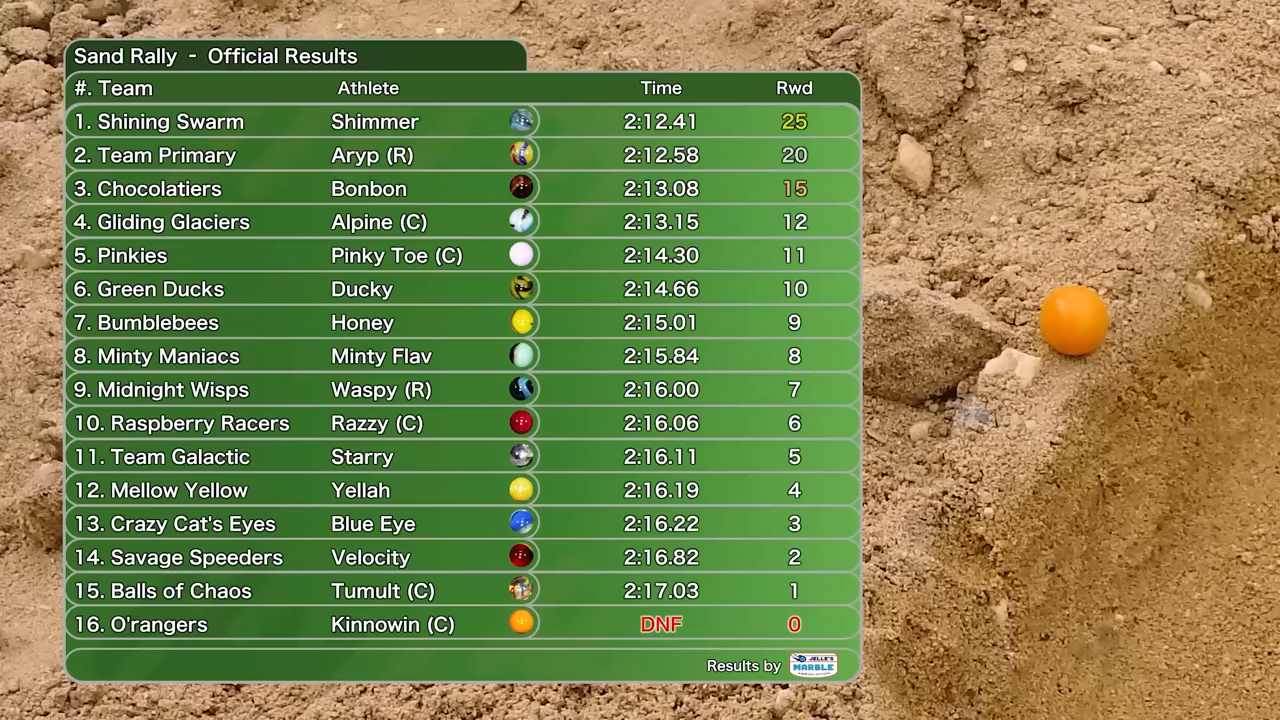 Sand Rally - Official Results
#. Team Athlete Time Rwd
1. Shining Swarm Shimmer 2:12.41 25
2. Team Primary Aryp (R) 2:12.58 20
3. Chocolatiers Bonbon 2:13.08 15
4. Gliding Glaciers Alpine (C) 2:13.15 12
5. Pinkies Pinky Toe (C) 2:14.30 11
6. Green Ducks Ducky 2:14.66 10
7. Bumblebees Honey 2:15.01 9
8. Minty Maniacs Minty Flav 2:15.84 8
9. Midnight Wisps Waspy (R) 2:16.00 7
10. Raspberry Racers Razzy (C) 2:16.06 6
11. Team Galactic Starry 2:16.11 5
12. Mellow Yellow Yellah 2:16.19 4
13. Crazy Cat's Eyes Blue Eye 2:16.22 3
14. Savage Speeders Velocity 2:16.82 2
15. Balls of Chaos Tumult (C) 2:17.03 1
16. O'rangers Kinnowin (C) DNF 0
Results by JELLE'S MARBLE ASSOCIATION